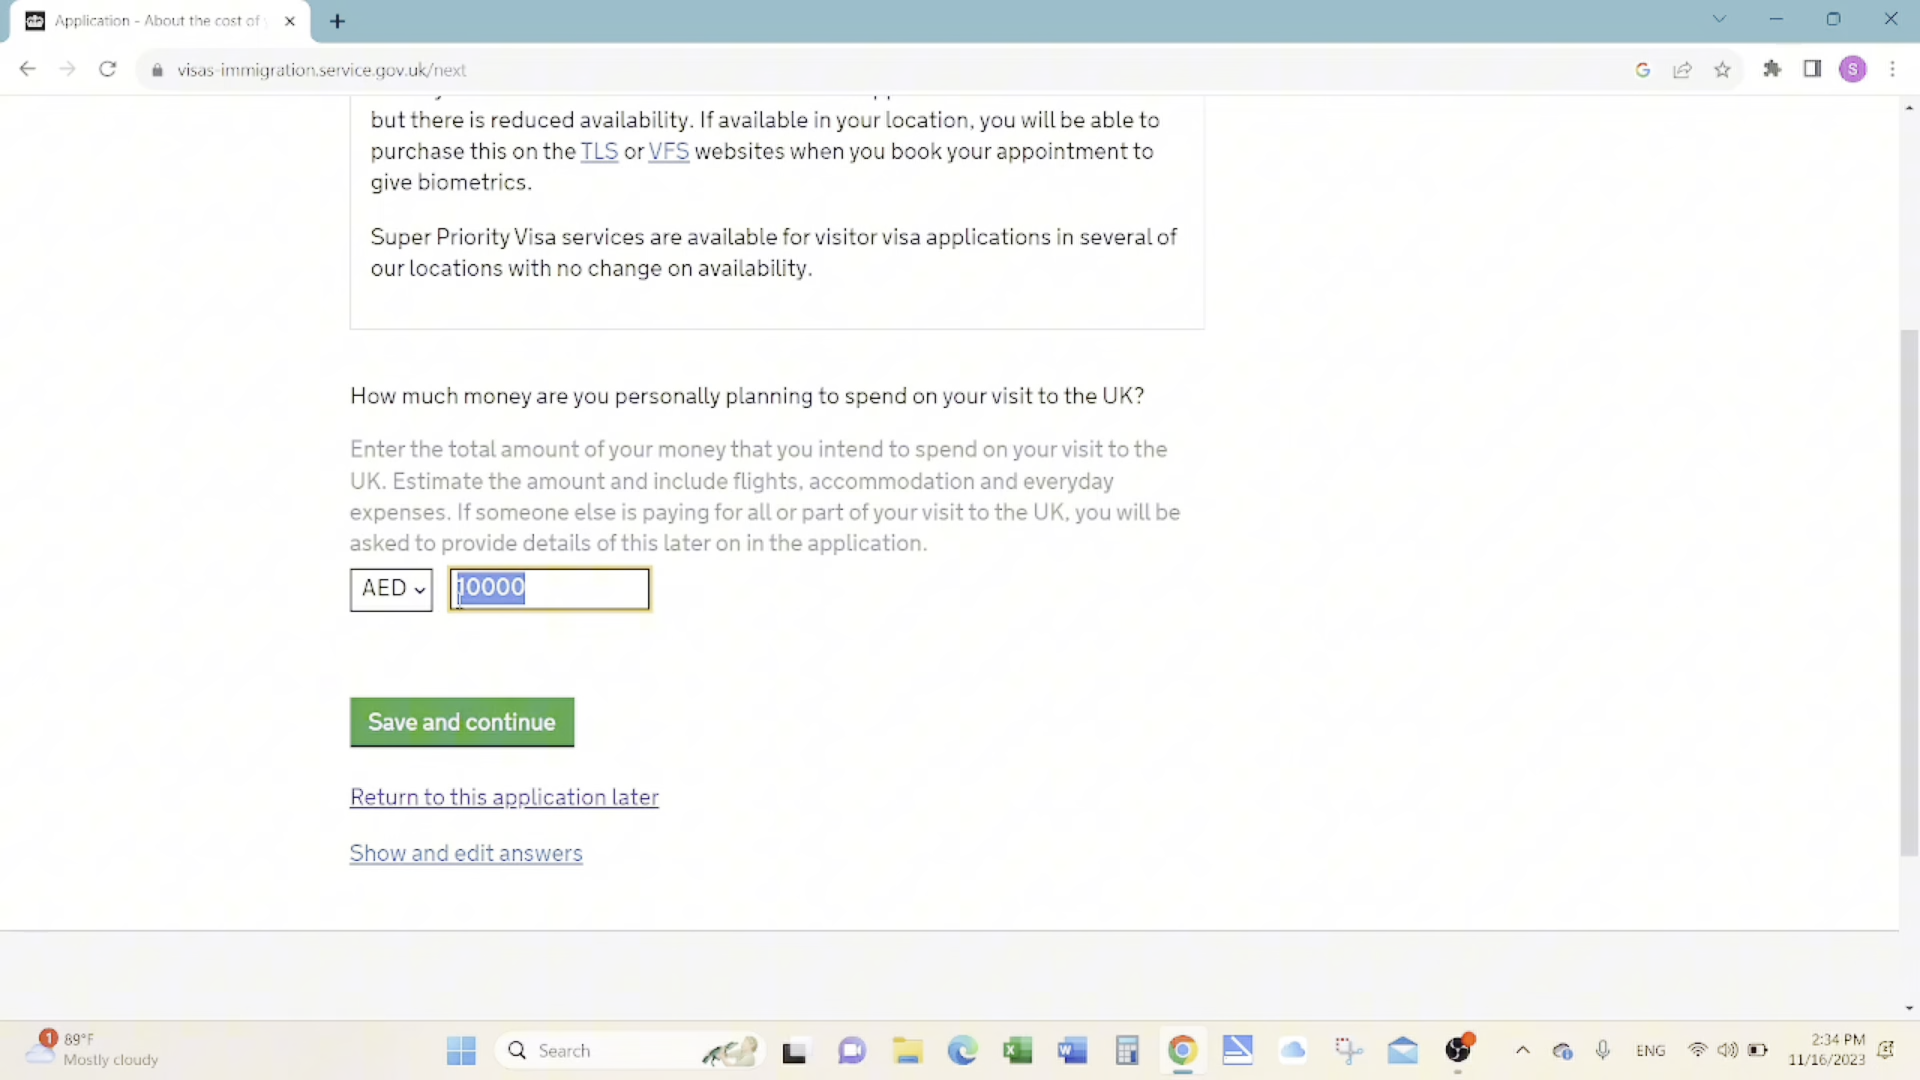 Application - About the cost of
visas-immigration.service.gov.uk/next
S
but there is reduced availability. If available in your location, you will be able to
purchase this on the TLS or VFS websites when you book your appointment to
give biometrics.
Super Priority Visa services are available for visitor visa applications in several of
our locations with no change on availability.
How much money are you personally planning to spend on your visit to the UK?
Enter the total amount of your money that you intend to spend on your visit to the
UK. Estimate the amount and include flights, accommodation and everyday
expenses. If someone else is paying for all or part of your visit to the UK, you will be
asked to provide details of this later on in the application.
AED 10000
Save and continue
Return to this application later
Show and edit answers
1 89°F
Mostly cloudy
Search
ENG
2:34 PM
11/16/2023